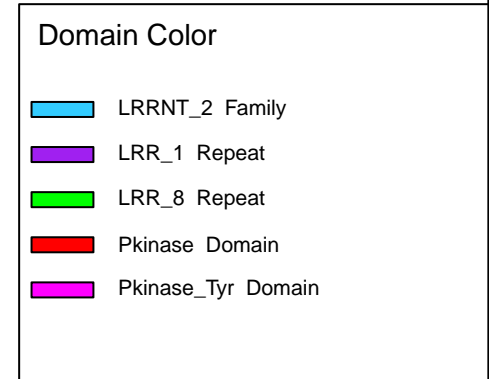 Domain Color
LRRNT_2 Family
LRR_1 Repeat
LRR_8 Repeat
Pkinase Domain
Pkinase_Tyr Domain